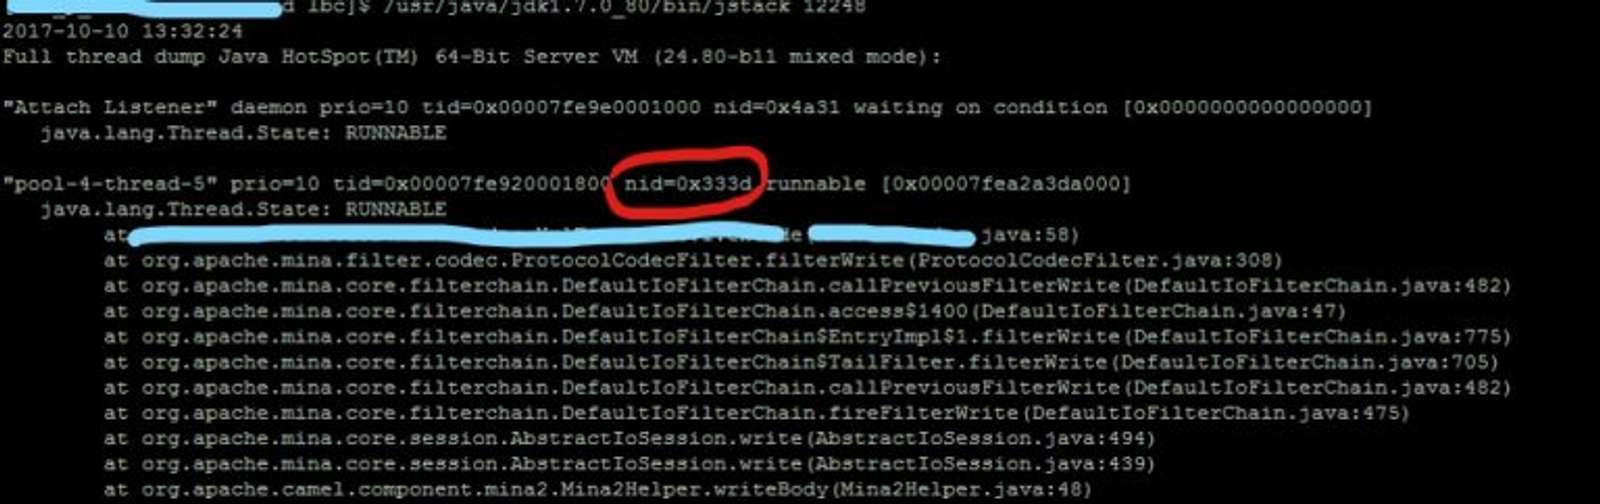 d lbc]$ /usr/java/jdk1.7.0_80/bin/jstack 12248
2017-10-10 13:32:24
Full thread dump Java HotSpot(TM) 64-Bit Server VM (24.80-b11 mixed mode):
"Attach Listener" daemon prio=10 tid=0x00007fe9e0001000 nid=0x4a31 waiting on condition [0x0000000000000000]
java.lang.Thread.State: RUNNABLE
"pool-4-thread-5" prio=10 tid=0x00007fe920001800 nid=0x333d runnable [0x00007fea2a3da000]
java.lang.Thread.State: RUNNABLE
at java:58)
at org.apache.mina.filter.codec.ProtocolCodecFilter.filterWrite(ProtocolCodecFilter.java:308)
at org.apache.mina.core.filterchain.DefaultIoFilterChain.callPreviousFilterWrite(DefaultIoFilterChain.java:482)
at org.apache.mina.core.filterchain.DefaultIoFilterChain.access$1400(DefaultIoFilterChain.java:47)
at org.apache.mina.core.filterchain.DefaultIoFilterChain$EntryImpl$1.filterWrite(DefaultIoFilterChain.java:775)
at org.apache.mina.core.filterchain.DefaultIoFilterChain$TailFilter.filterWrite(DefaultIoFilterChain.java:705)
at org.apache.mina.core.filterchain.DefaultIoFilterChain.callPreviousFilterWrite(DefaultIoFilterChain.java:482)
at org.apache.mina.core.filterchain.DefaultIoFilterChain.fireFilterWrite(DefaultIoFilterChain.java:475)
at org.apache.mina.core.session.AbstractIoSession.write(AbstractIoSession.java:494)
at org.apache.mina.core.session.AbstractIoSession.write(AbstractIoSession.java:439)
at org.apache.camel.component.mina2.Mina2Helper.writeBody(Mina2Helper.java:48)